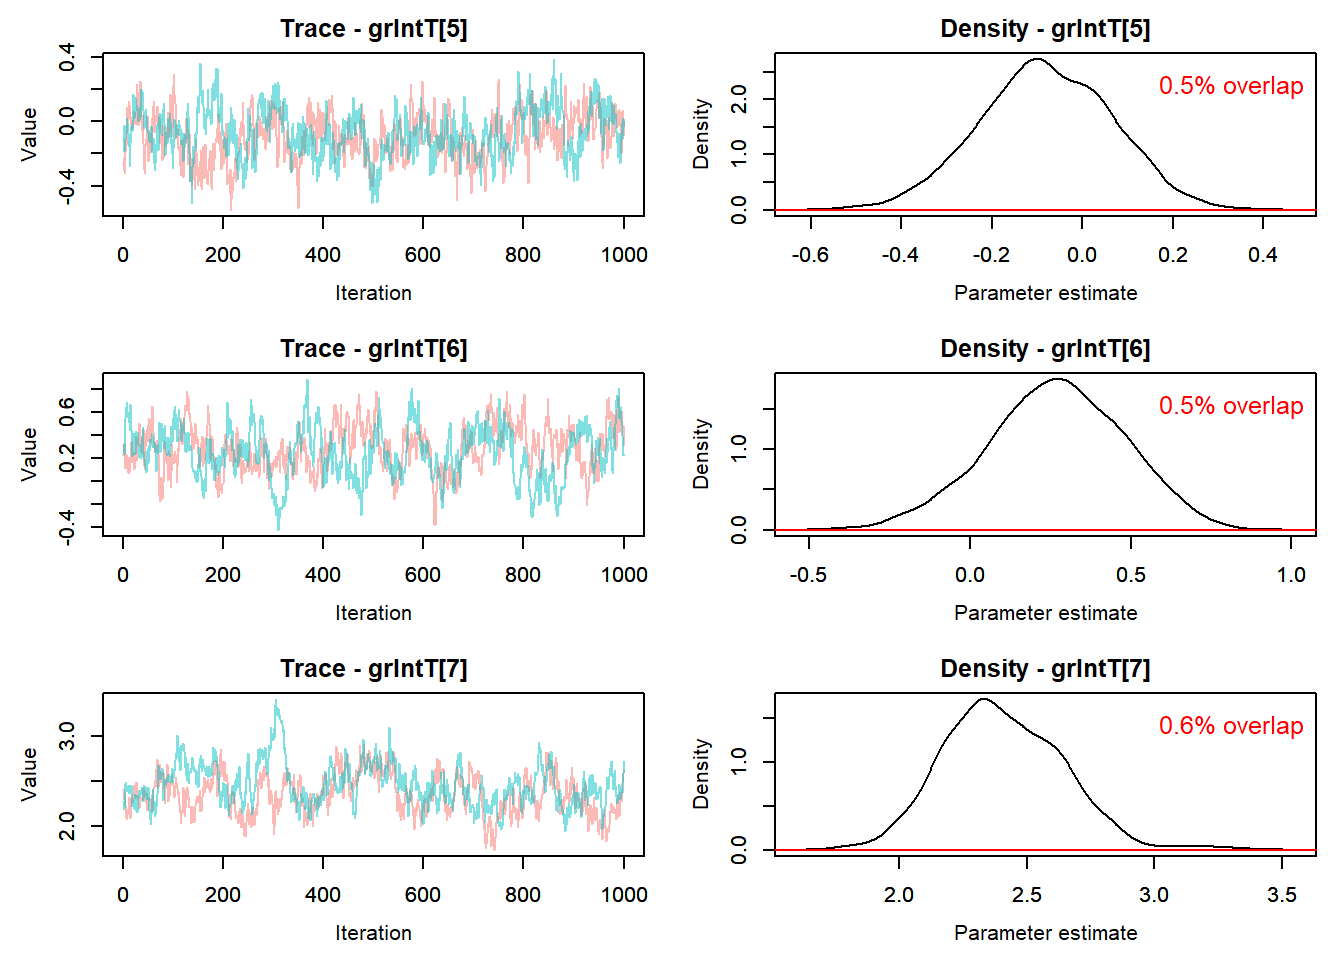 Trace - grIntT[5]
Value
-0.4 0.0 0.4
0 200 400 600 800 1000
Iteration
Density - grIntT[5]
0.5% overlap
Density
0.0 1.0 2.0
-0.6 -0.4 -0.2 0.0 0.2 0.4
Parameter estimate
Trace - grIntT[6]
Value
-0.4 0.2 0.6
0 200 400 600 800 1000
Iteration
Density - grIntT[6]
0.5% overlap
Density
0.0 1.0
-0.5 0.0 0.5 1.0
Parameter estimate
Trace - grIntT[7]
Value
2.0 3.0
0 200 400 600 800 1000
Iteration
Density - grIntT[7]
0.6% overlap
Density
0.0 1.0
2.0 2.5 3.0 3.5
Parameter estimate